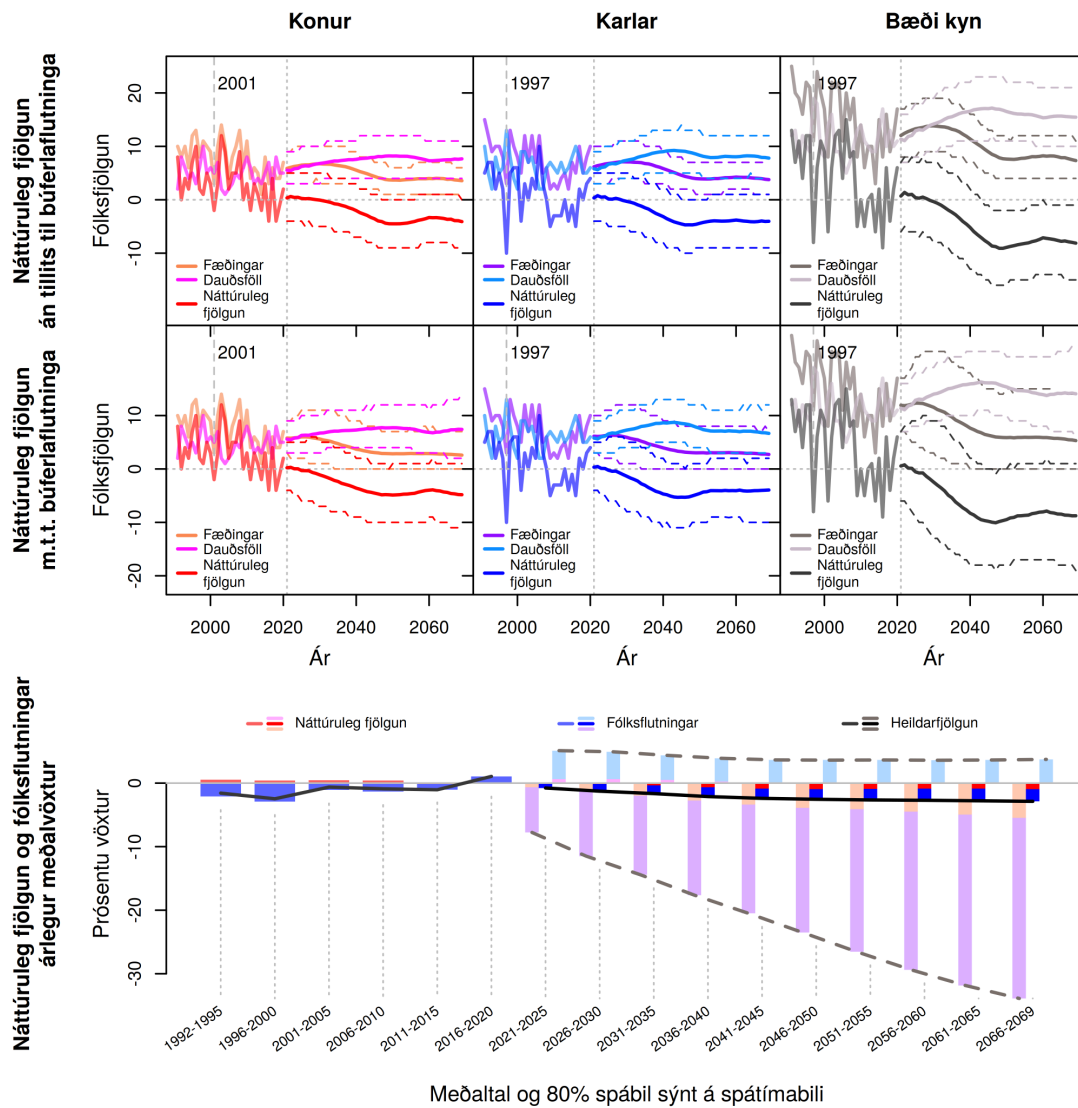 Konur
Karlar
Bæði kyn
Náttúruleg fjölgun
án tillits til búferlaflutninga
Fólksfjölgun
20
10
0
-10
2001
Fæðingar
Dauðsföll
Náttúruleg
fjölgun
1997
Fæðingar
Dauðsföll
Náttúruleg
fjölgun
1997
Fæðingar
Dauðsföll
Náttúruleg
fjölgun
Náttúruleg fjölgun
m.t.t. búferlaflutninga
Fólksfjölgun
20
10
0
-10
-20
2001
Fæðingar
Dauðsföll
Náttúruleg
fjölgun
1997
Fæðingar
Dauðsföll
Náttúruleg
fjölgun
1997
Fæðingar
Dauðsföll
Náttúruleg
fjölgun
2000 2020 2040 2060
2000 2020 2040 2060
2000 2020 2040 2060
Ár
Ár
Ár
Náttúruleg fjölgun og fólksflutningar
árlegur meðalvöxtur
Prósentu vöxtur
Náttúruleg fjölgun
Fólksflutningar
Heildarfjölgun
0
-10
-20
-30
1992-1995
1996-2000
2001-2005
2006-2010
2011-2015
2016-2020
2021-2025
2026-2030
2031-2035
2036-2040
2041-2045
2046-2050
2051-2055
2056-2060
2061-2065
2066-2069
Meðaltal og 80% spábil sýnt á spátímabili